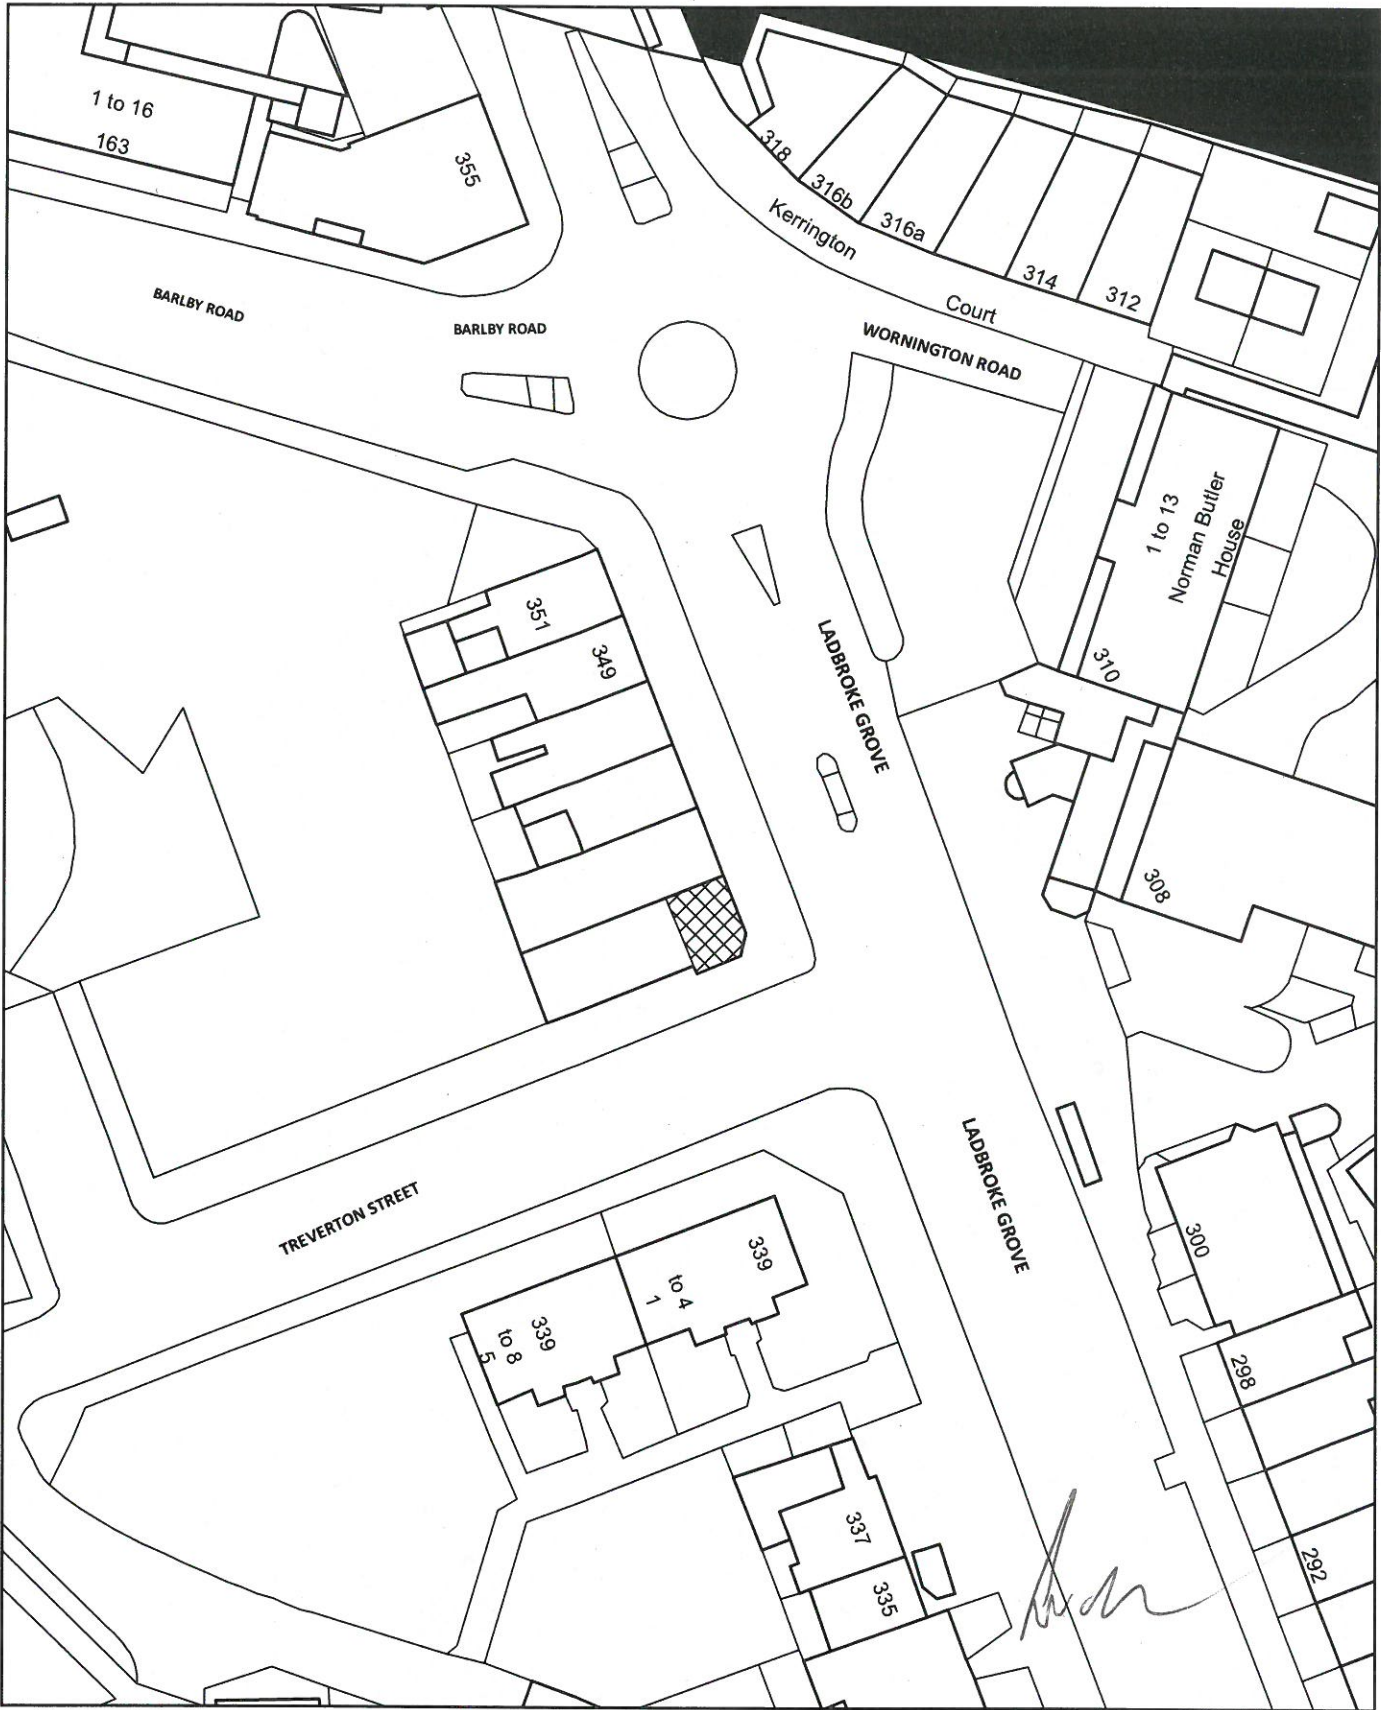 1 to 16
163
355
318
316b
316a
314
312
Kerrington
Court
BARLBY ROAD
BARLBY ROAD
WORNINGTON ROAD
1 to 13
Norman Butler
House
310
351
349
LADBROKE GROVE
308
LADBROKE GROVE
TREVERTON STREET
339
to 4
1
339
to 8
5
300
298
292
337
335